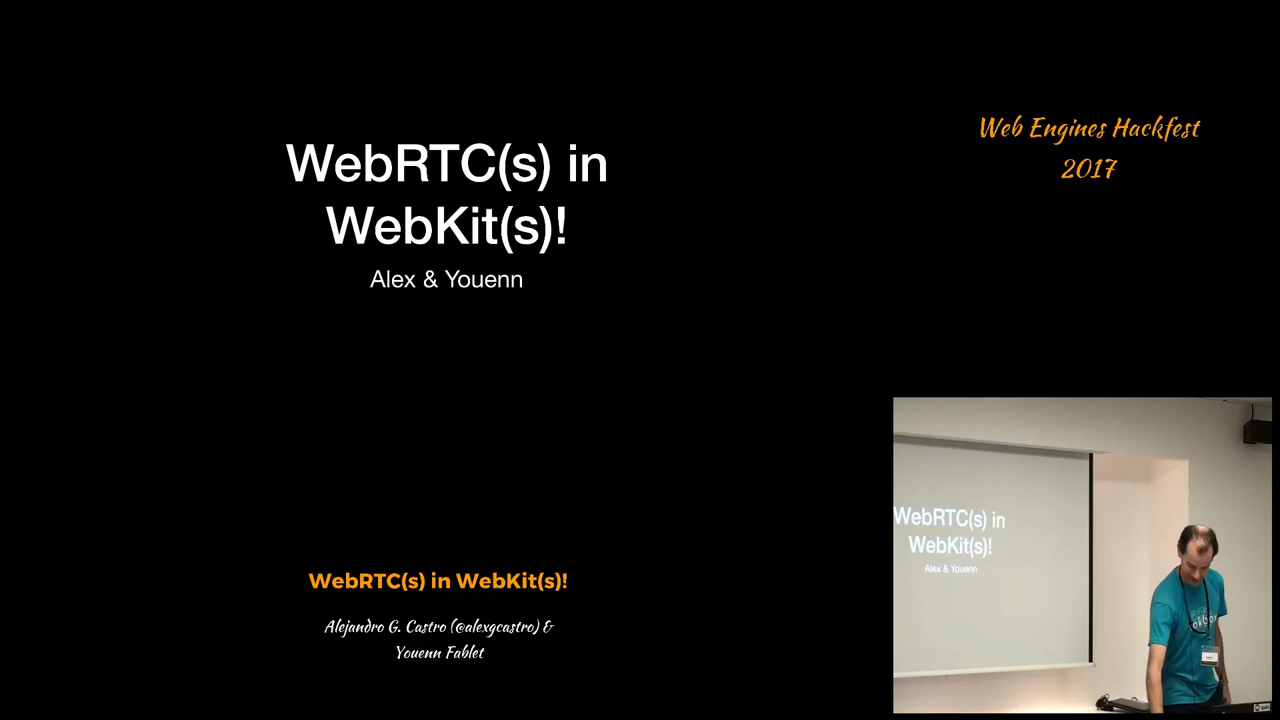 WebRTC(s) in
WebKit(s)!
Alex & Youenn
Web Engines Hackfest
2017
WebRTC(s) in
WebKit(s)!
Alex & Youenn
WebRTC(s) in WebKit(s)!
Alejandro G. Castro (@alexgcastro) &
Youenn Fablet